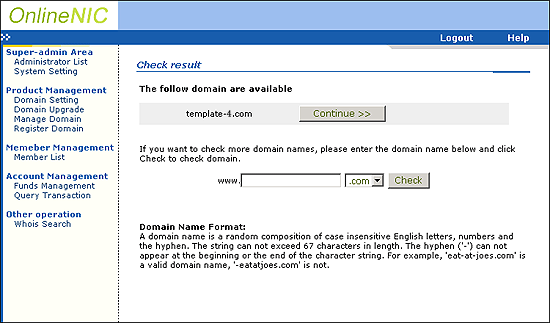 OnlineNIC
Logout Help
Super-admin Area
Administrator List
System Setting
Product Management
Domain Setting
Domain Upgrade
Manage Domain
Register Domain
Memeber Management
Member List
Account Management
Funds Management
Query Transaction
Other operation
Whois Search
Check result
The follow domain are available
template-4.com Continue >>
If you want to check more domain names, please enter the domain name below and click
Check to check domain.
www. .com Check
Domain Name Format:
A domain name is a random composition of case insensitive English letters, numbers and
the hyphen. The string can not exceed 67 characters in length. The hyphen ('-') can not
appear at the beginning or the end of the character string. For example, 'eat-at-joes.com' is
a valid domain name, '-eatatjoes.com' is not.